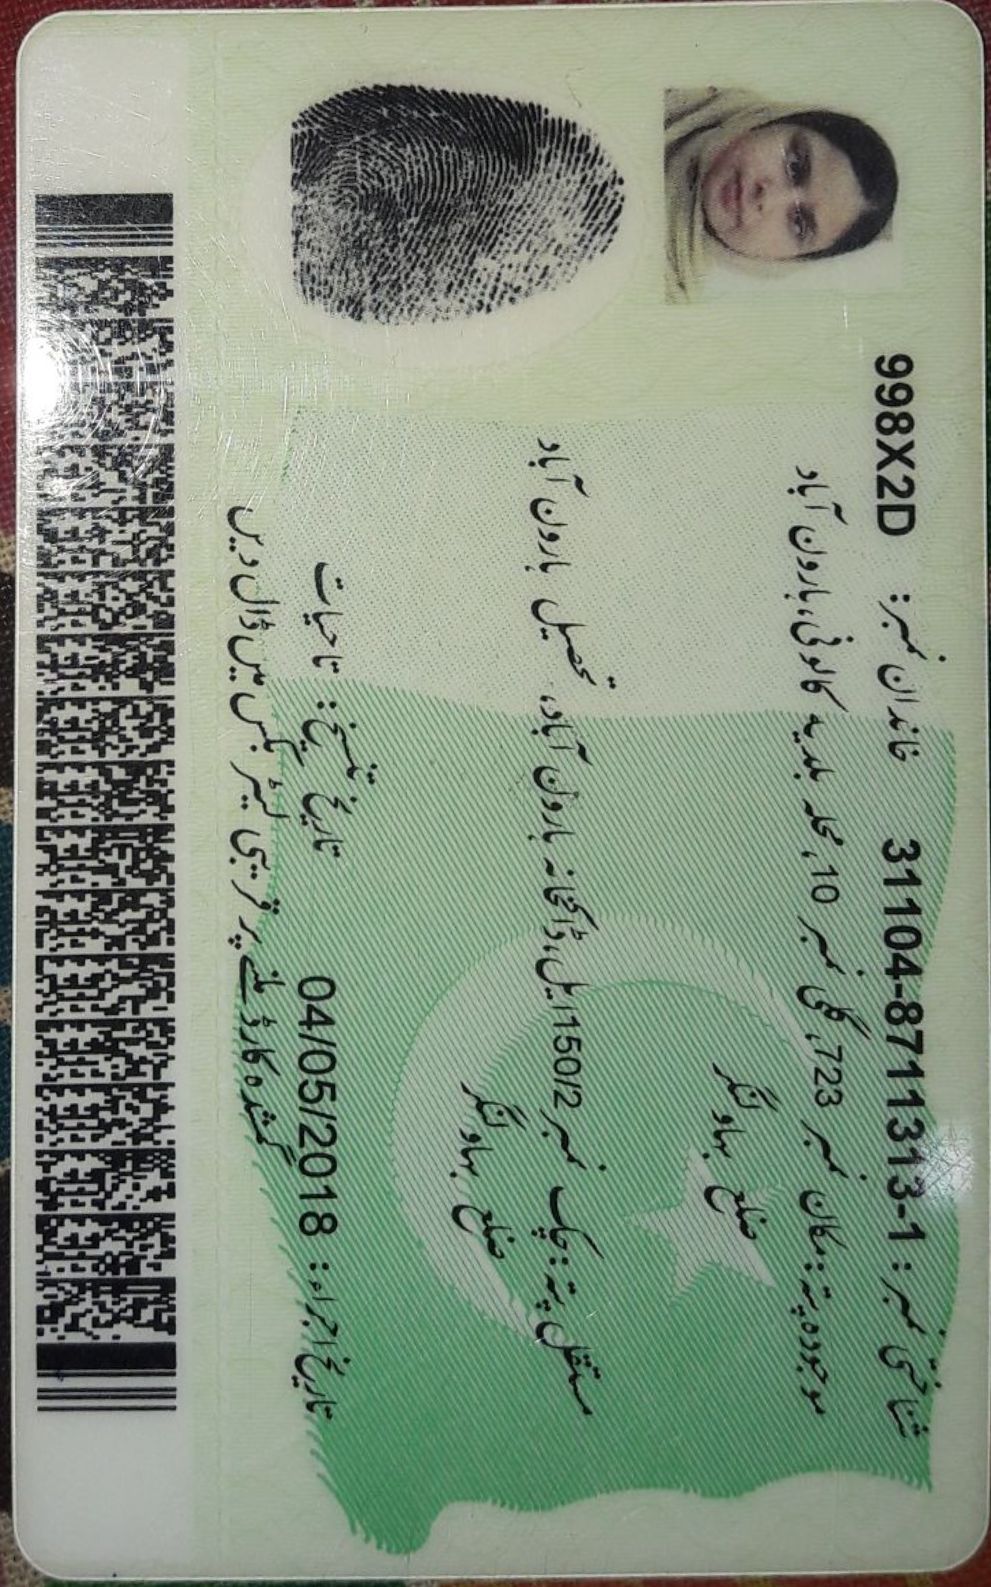 شناختی نمبر: 31104-8711313-1 خاندان نمبر: 998X2D
موجودہ پتہ: مکان نمبر 723، گلی نمبر 10، محلہ بلدیہ کالونی، ہارون آباد
ضلع بہاولنگر
مستقل پتہ: چک نمبر 150/2 ایل، ڈاکخانہ ہارون آباد، تحصیل ہارون آباد
ضلع بہاولنگر
تاریخ اجراء: 04/05/2018 تاریخ تنسیخ: تاحیات
گمشدہ کارڈ ملنے پر قریبی لیٹر بکس میں ڈال دیں